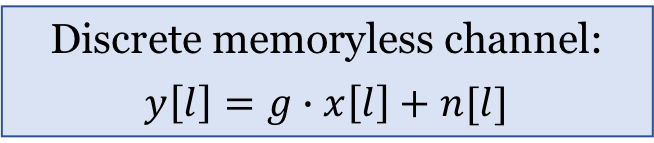 Discrete memoryless channel:
y[l] = g · x[l] + n[l]